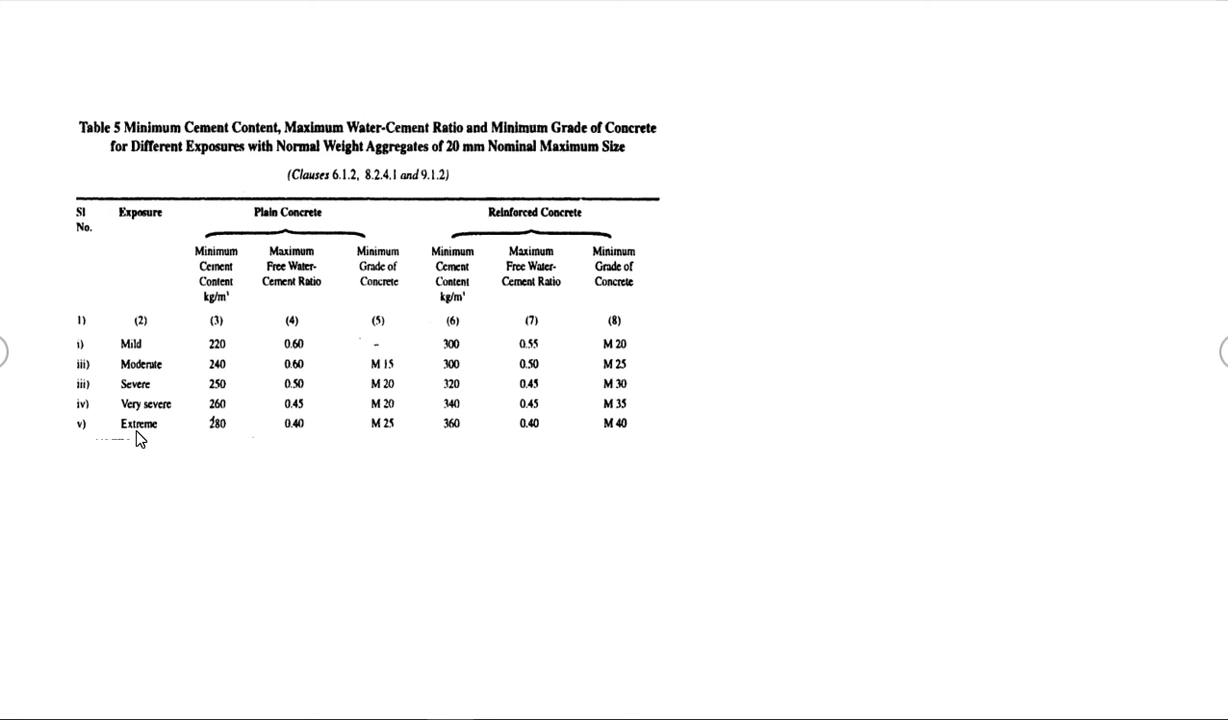 Table 5 Minimum Cement Content, Maximum Water-Cement Ratio and Minimum Grade of Concrete
for Different Exposures with Normal Weight Aggregates of 20 mm Nominal Maximum Size
(Clauses 6.1.2, 8.2.4.1 and 9.1.2)
Sl No. Exposure Plain Concrete Reinforced Concrete
Minimum Maximum Minimum Minimum Maximum Minimum
Cement Free Water- Grade of Cement Free Water- Grade of
Content Cement Ratio Concrete Content Cement Ratio Concrete
kg/m³ kg/m³
1) (2) (3) (4) (5) (6) (7) (8)
i) Mild 220 0.60 – 300 0.55 M 20
iii) Moderate 240 0.60 M 15 300 0.50 M 25
iii) Severe 250 0.50 M 20 320 0.45 M 30
iv) Very severe 260 0.45 M 20 340 0.45 M 35
v) Extreme 280 0.40 M 25 360 0.40 M 40